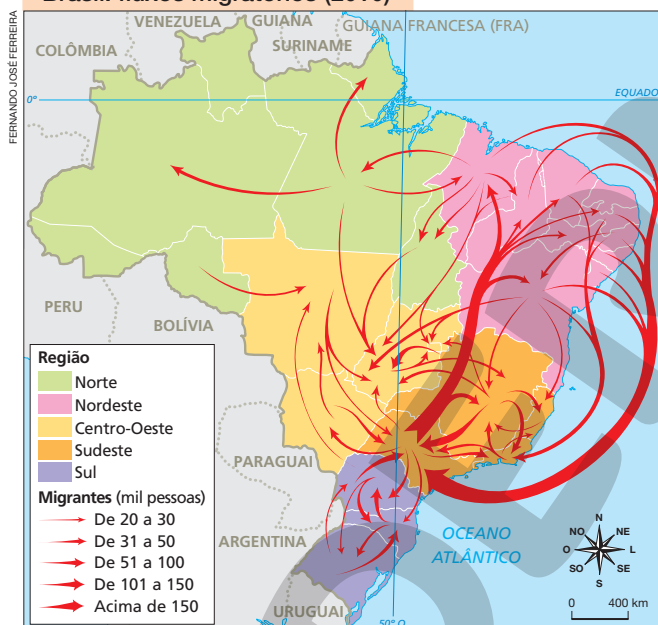 Brasil: fluxos migratórios (2010)
FERNANDO JOSÉ FERREIRA
VENEZUELA
GUIANA
GUIANA FRANCESA (FRA)
SURINAME
COLÔMBIA
0°
EQUADO
PERU
BOLÍVIA
PARAGUAI
ARGENTINA
URUGUAI
OCEANO
ATLÂNTICO
50° O
Região
Norte
Nordeste
Centro-Oeste
Sudeste
Sul
Migrantes (mil pessoas)
De 20 a 30
De 31 a 50
De 51 a 100
De 101 a 150
Acima de 150
N
NO
NE
O
L
SO
SE
S
0
400 km